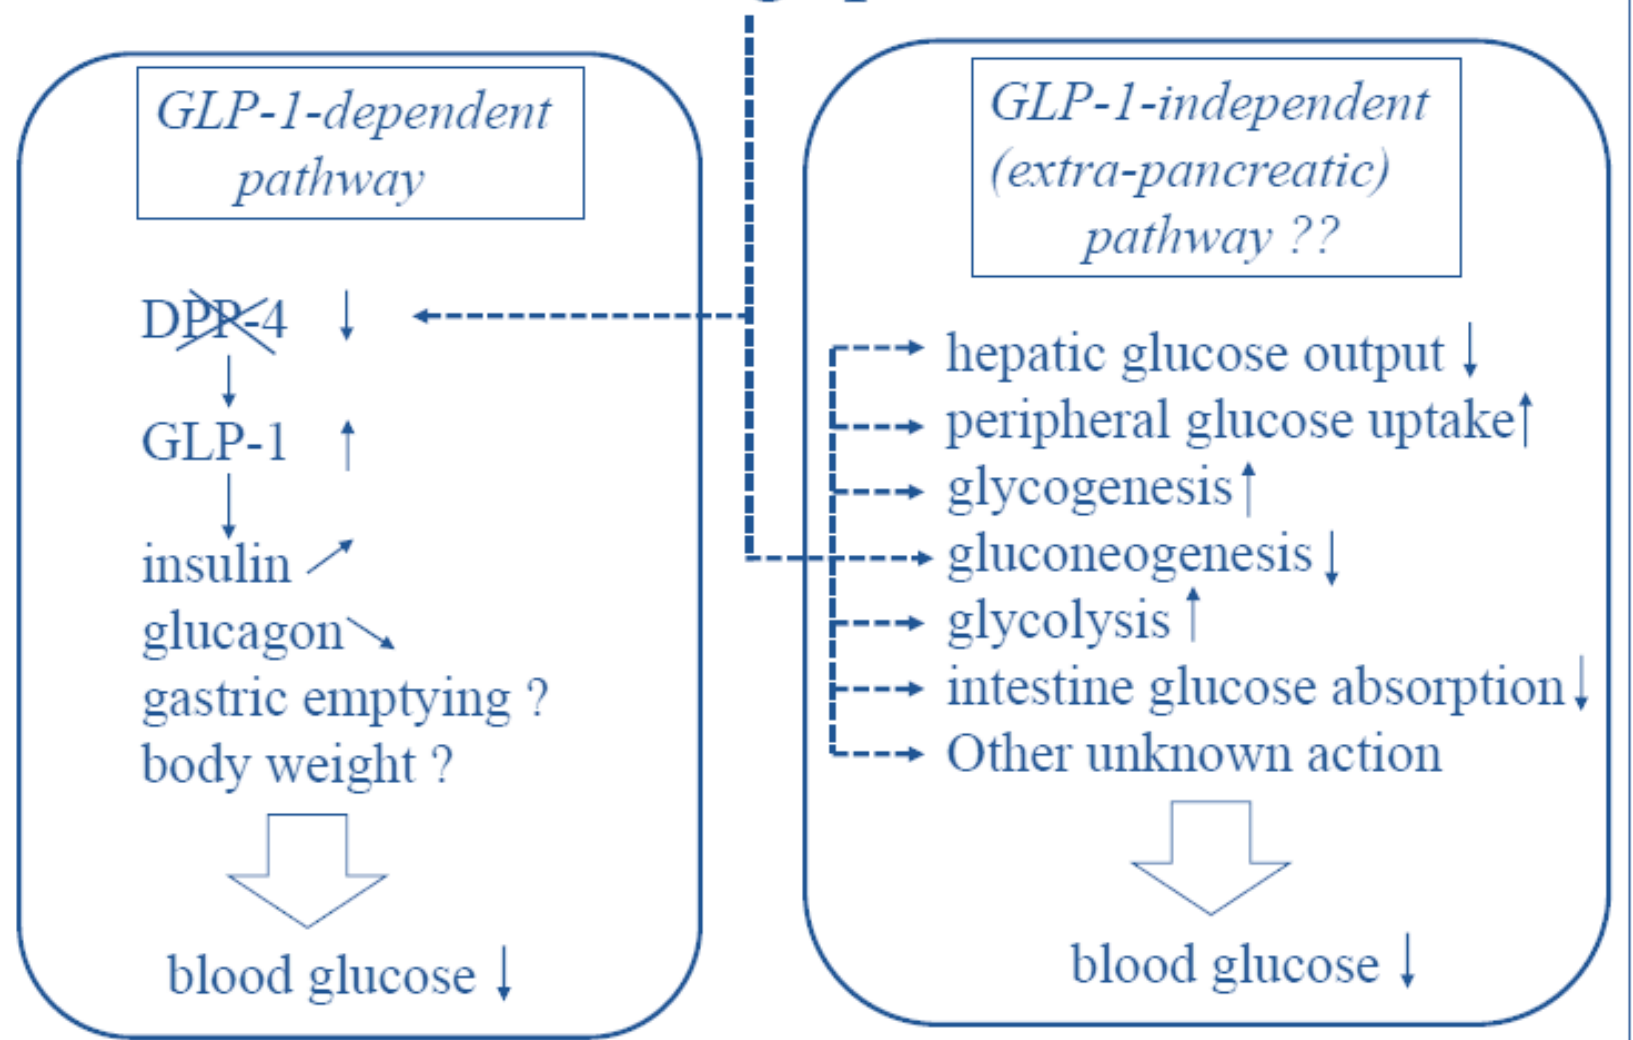 GLP-1-dependent
pathway
DPP-4 ↓
GLP-1 ↑
insulin ↗
glucagon ↘
gastric emptying ?
body weight ?
blood glucose ↓
GLP-1-independent
(extra-pancreatic)
pathway ??
hepatic glucose output ↓
peripheral glucose uptake ↑
glycogenesis ↑
gluconeogenesis ↓
glycolysis ↑
intestine glucose absorption ↓
Other unknown action
blood glucose ↓